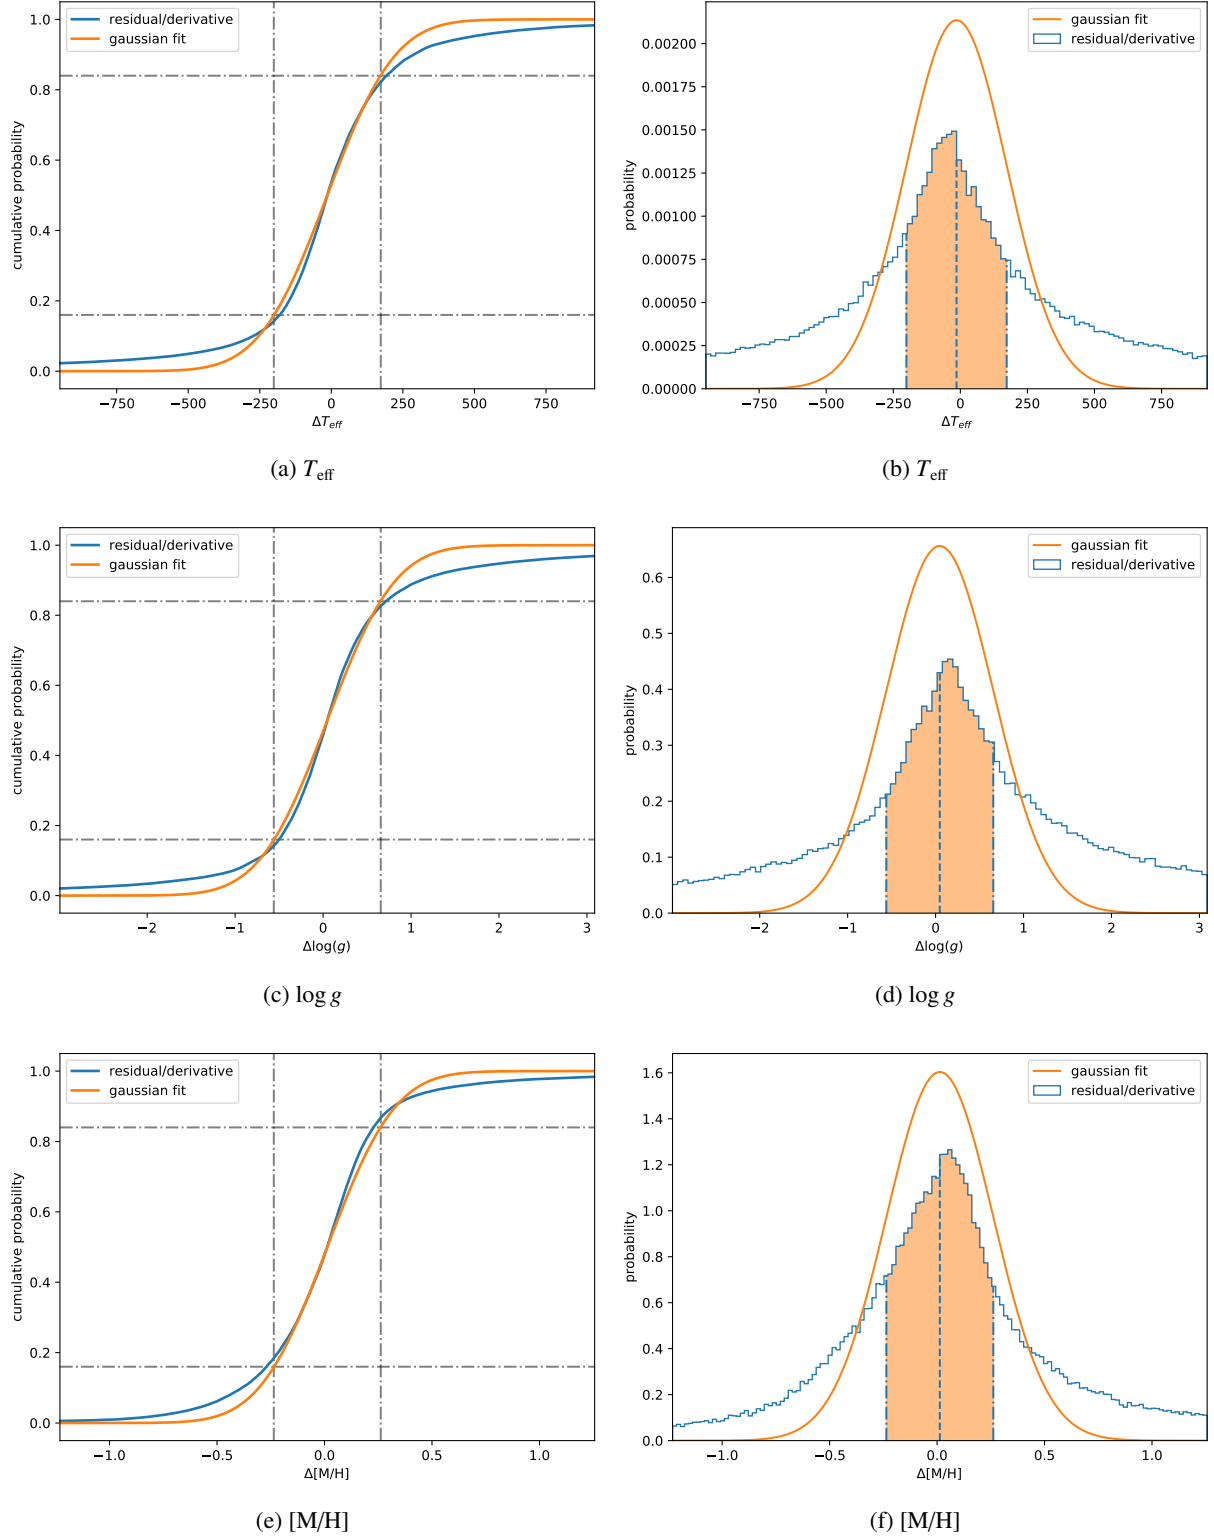 1.0
0.8
0.6
0.4
0.2
0.0
cumulative probability
residual/derivative
gaussian fit
−750 −500 −250 0 250 500 750
ΔT_eff
(a) T_eff
0.00200
0.00175
0.00150
0.00125
0.00100
0.00075
0.00050
0.00025
0.00000
probability
gaussian fit
residual/derivative
−750 −500 −250 0 250 500 750
ΔT_eff
(b) T_eff
1.0
0.8
0.6
0.4
0.2
0.0
cumulative probability
residual/derivative
gaussian fit
−2 −1 0 1 2 3
Δlog(g)
(c) log g
0.6
0.5
0.4
0.3
0.2
0.1
0.0
probability
gaussian fit
residual/derivative
−2 −1 0 1 2 3
Δlog(g)
(d) log g
1.0
0.8
0.6
0.4
0.2
0.0
cumulative probability
residual/derivative
gaussian fit
−1.0 −0.5 0.0 0.5 1.0
Δ[M/H]
(e) [M/H]
1.6
1.4
1.2
1.0
0.8
0.6
0.4
0.2
0.0
probability
gaussian fit
residual/derivative
−1.0 −0.5 0.0 0.5 1.0
Δ[M/H]
(f) [M/H]